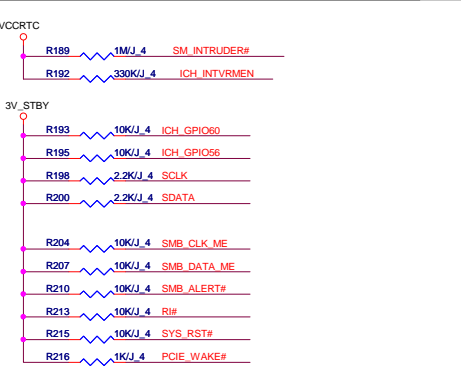 VCCRTC
R189 1M/J_4 SM_INTRUDER#
R192 330K/J_4 ICH_INTVRMEN
3V_STBY
R193 10K/J_4 ICH_GPIO60
R195 10K/J_4 ICH_GPIO56
R198 2.2K/J_4 SCLK
R200 2.2K/J_4 SDATA
R204 10K/J_4 SMB_CLK_ME
R207 10K/J_4 SMB_DATA_ME
R210 10K/J_4 SMB_ALERT#
R213 10K/J_4 RI#
R215 10K/J_4 SYS_RST#
R216 1K/J_4 PCIE_WAKE#